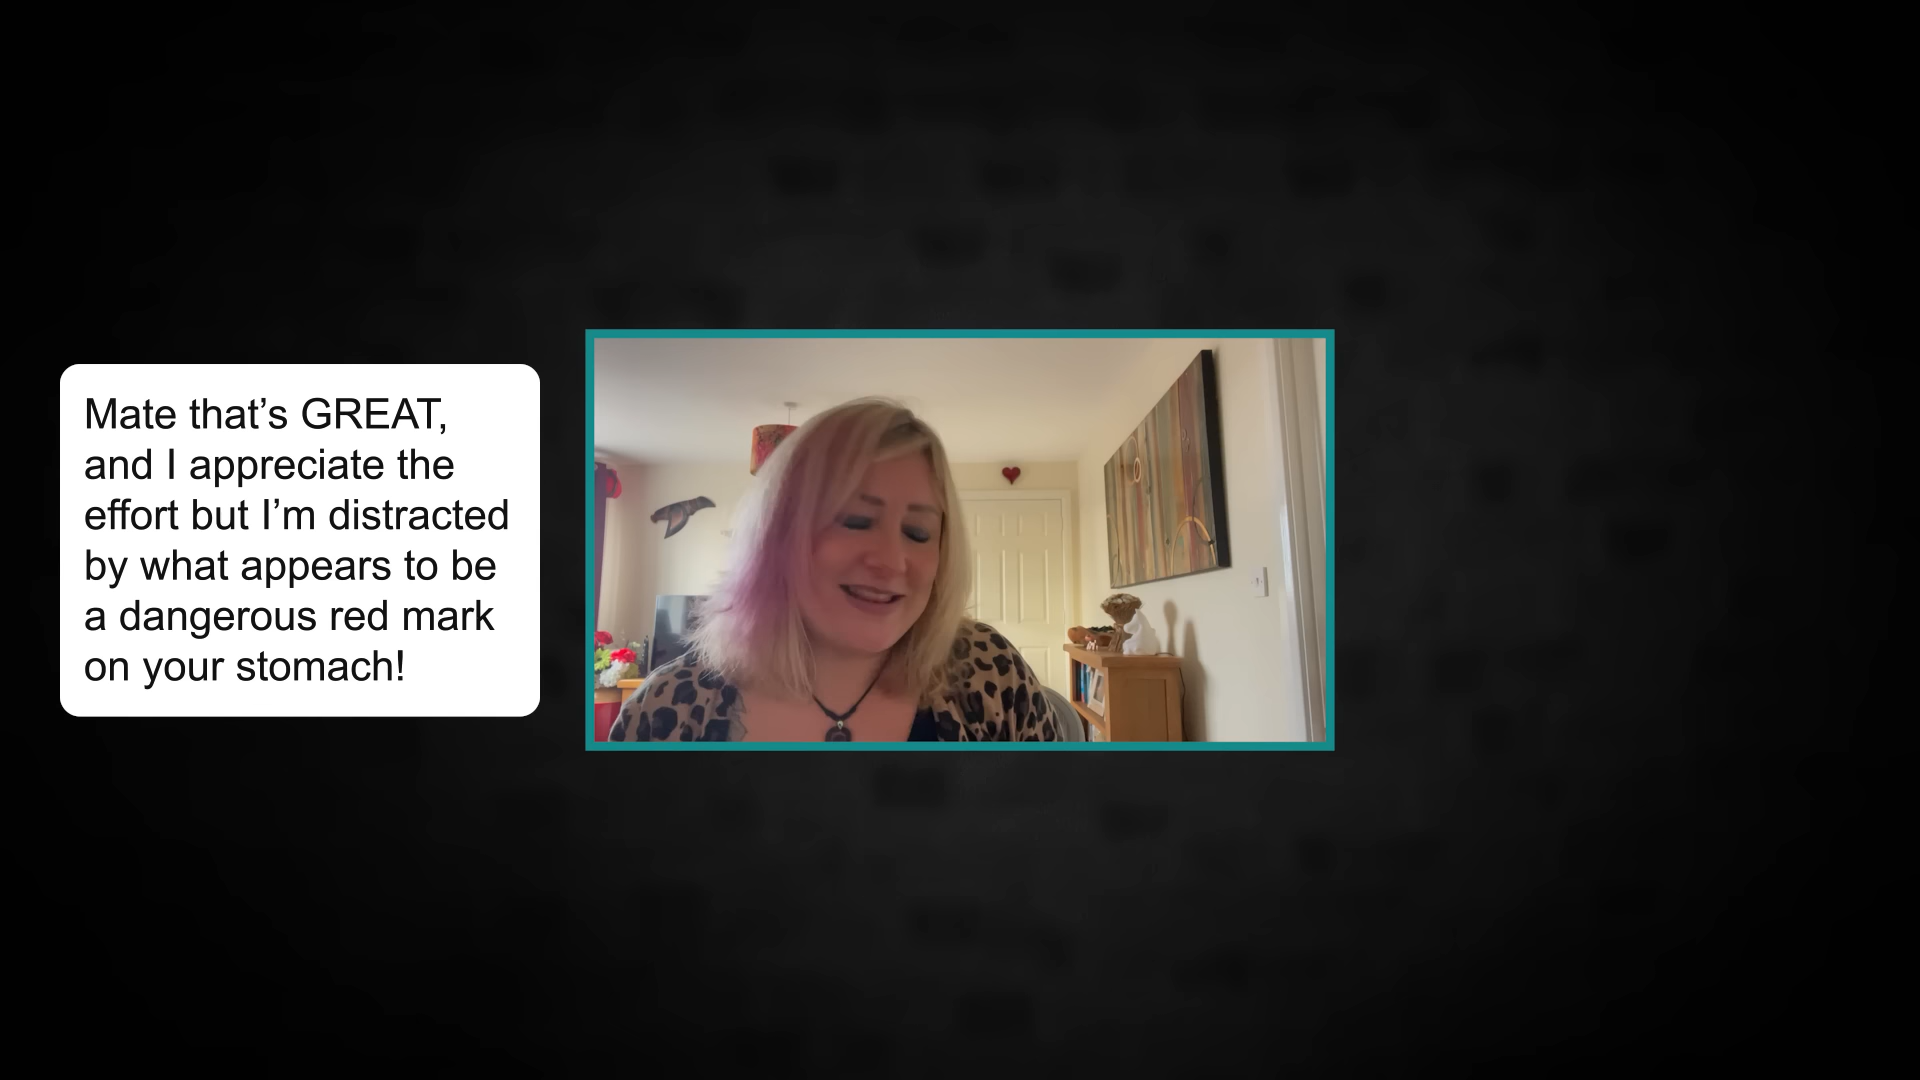 Mate that’s GREAT,
and I appreciate the
effort but I’m distracted
by what appears to be
a dangerous red mark
on your stomach!